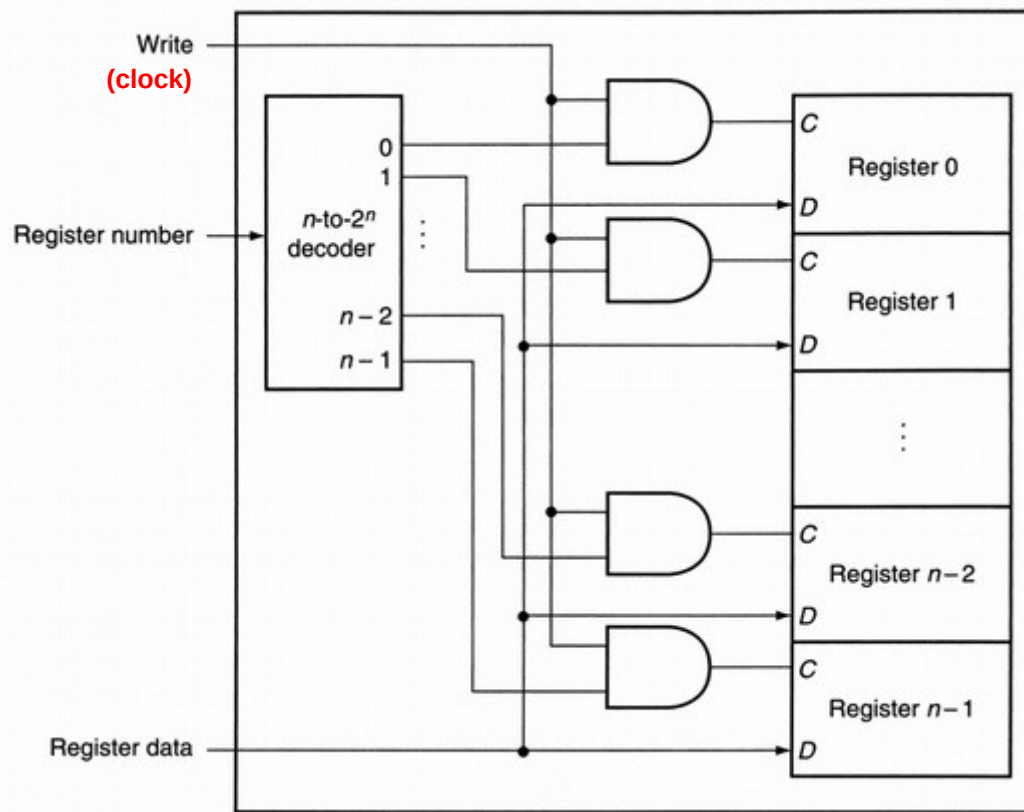 Write
(clock)
C
0
Register 0
1
n-to-2ⁿ
decoder
⋮
D
Register number
C
Register 1
n – 2
D
n – 1
⋮
C
Register n – 2
D
C
Register n – 1
Register data
D